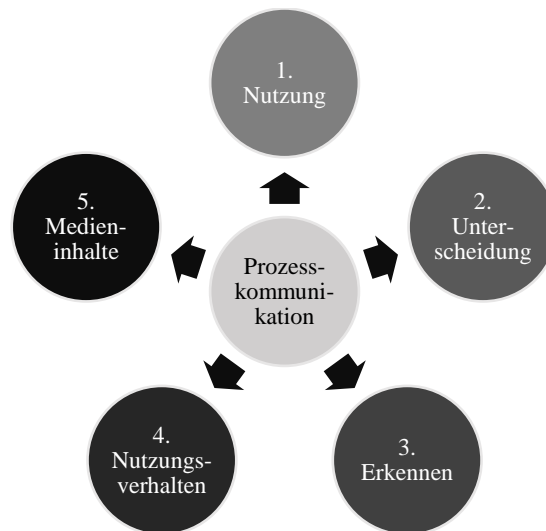 1.
Nutzung
2.
Unter-
scheidung
3.
Erkennen
4.
Nutzungs-
verhalten
5.
Medien-
inhalte
Prozess-
kommuni-
kation